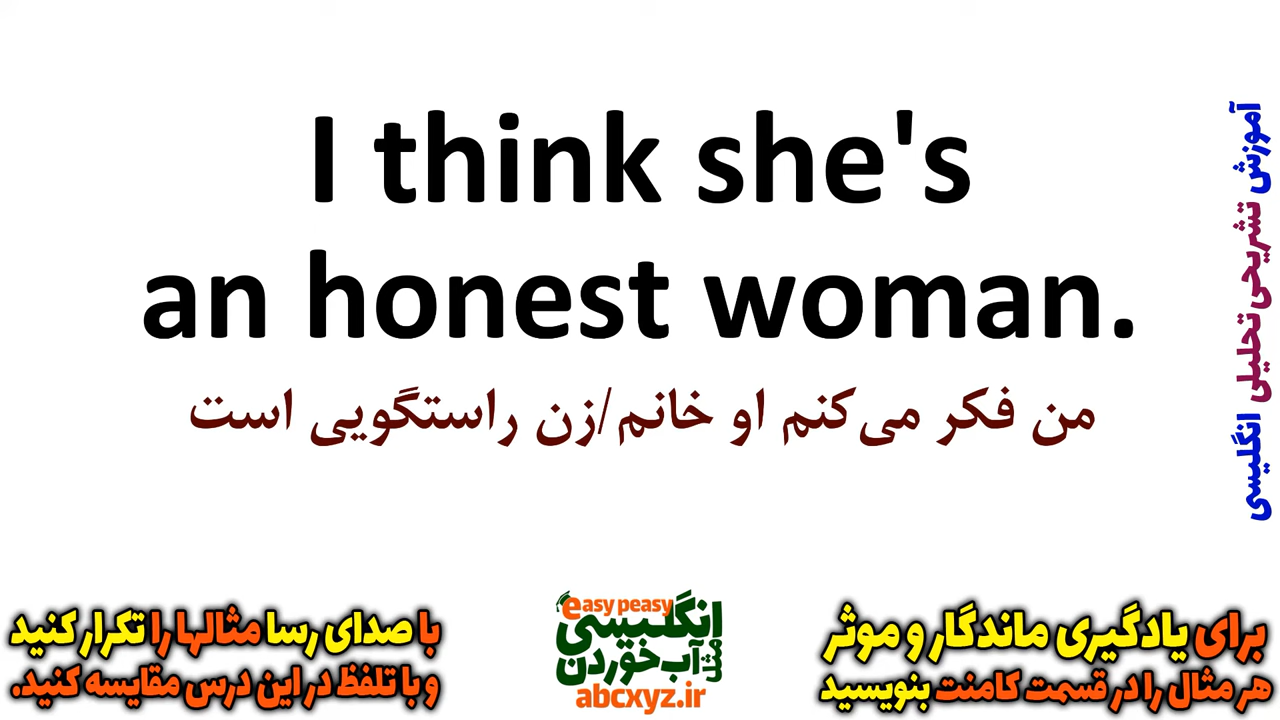 I think she's
an honest woman.
من فکر می‌کنم او خانم/زن راستگویی است
آموزش تشریحی تحلیلی انگلیسی
برای یادگیری ماندگار و موثر
هر مثال را در قسمت کامنت بنویسید
easy peasy
انگلیسی
مثل آب خوردن
abcxyz.ir
با صدای رسا مثالها را تکرار کنید
و با تلفظ در این درس مقایسه کنید.